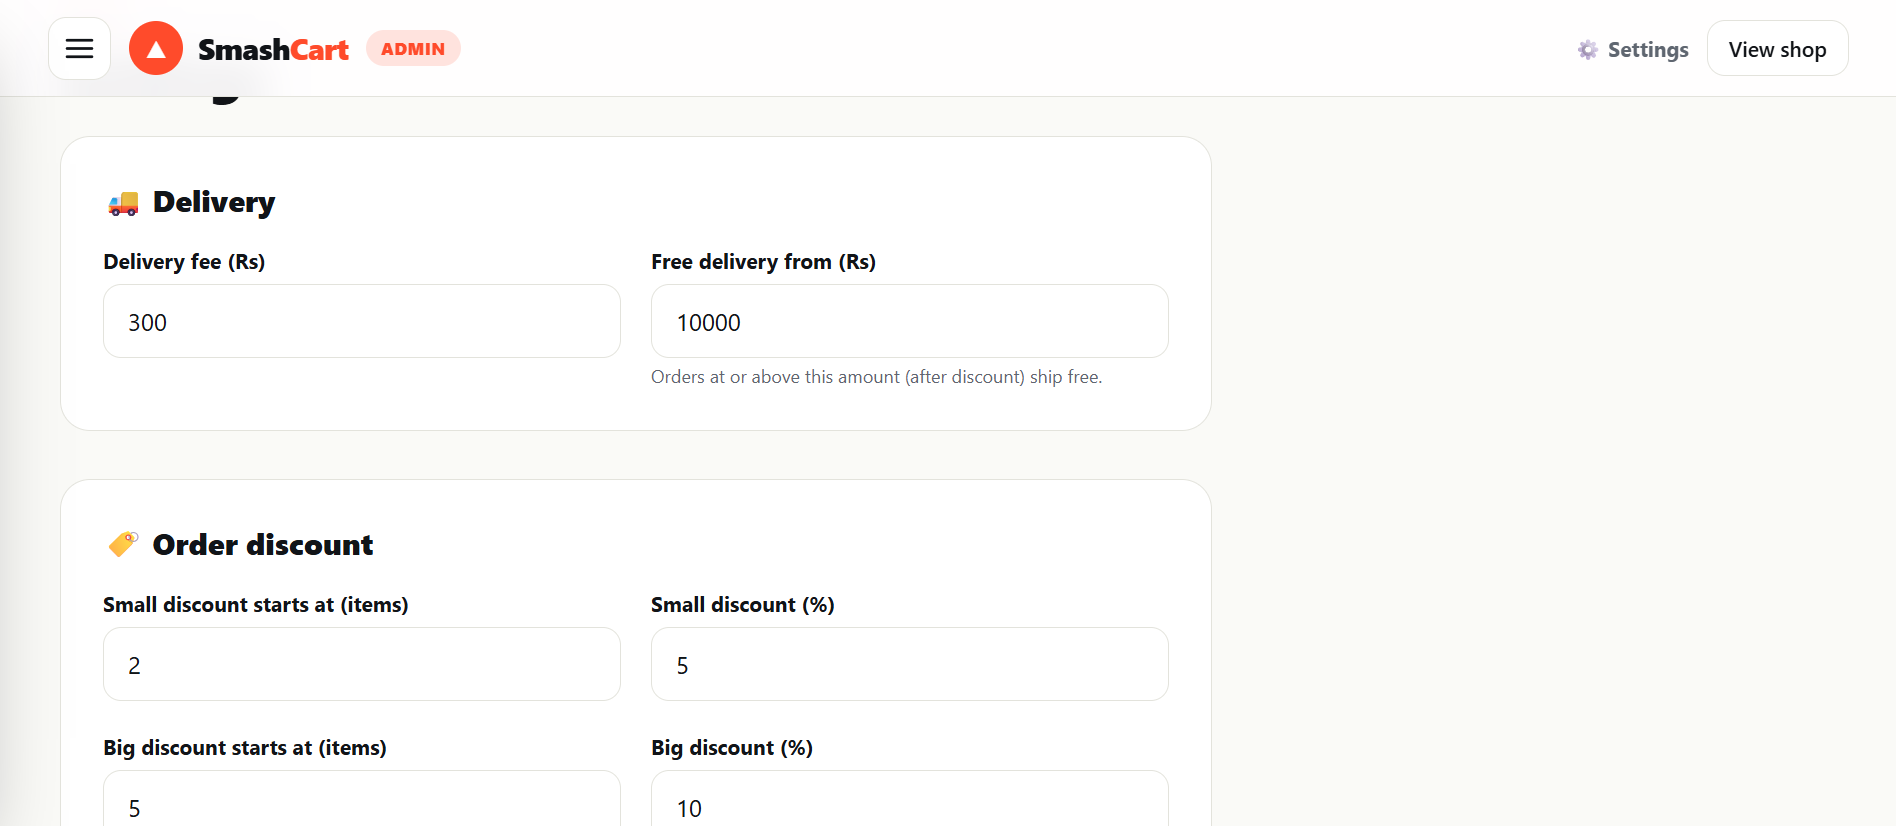 SmashCart ADMIN Settings View shop
Delivery
Delivery fee (Rs) Free delivery from (Rs)
300 10000
Orders at or above this amount (after discount) ship free.
Order discount
Small discount starts at (items) Small discount (%)
2 5
Big discount starts at (items) Big discount (%)
5 10